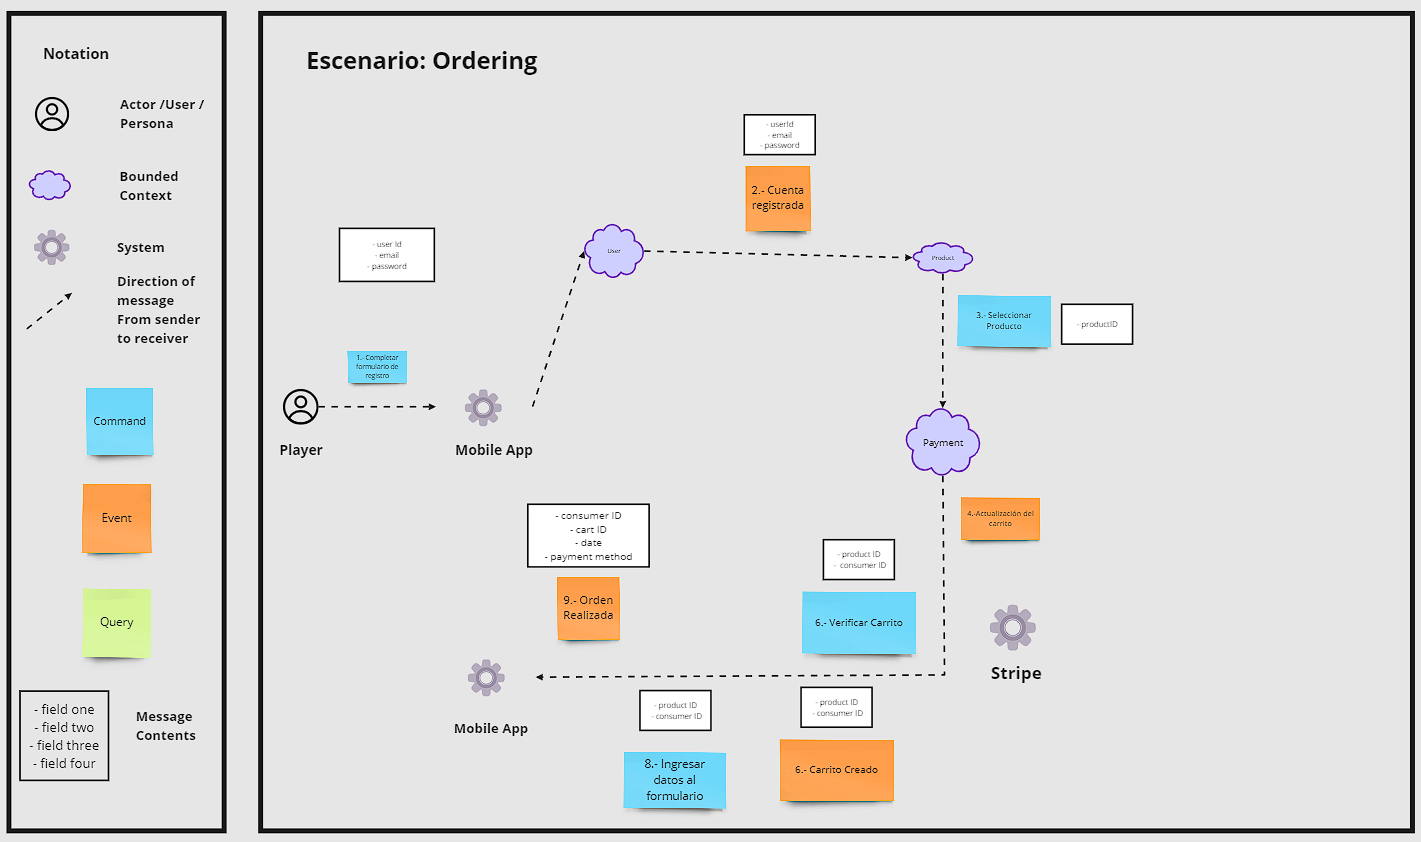 Notation
Actor /User /
Persona
Bounded
Context
System
Direction of
message
From sender
to receiver
Command
Event
Query
- field one
- field two
- field three
- field four
Message
Contents
Escenario: Ordering
- userId
- email
- password
2.- Cuenta
registrada
- user Id
- email
- password
User
Product
3.- Seleccionar
Producto
- productID
1.- Completar
formulario de
registro
Player
Mobile App
Payment
4.-Actualización del
carrito
- consumer ID
- cart ID
- date
- payment method
9.- Orden
Realizada
- product ID
- consumer ID
6.- Verificar Carrito
Stripe
Mobile App
- product ID
- consumer ID
8.- Ingresar
datos al
formulario
- product ID
- consumer ID
6.- Carrito Creado